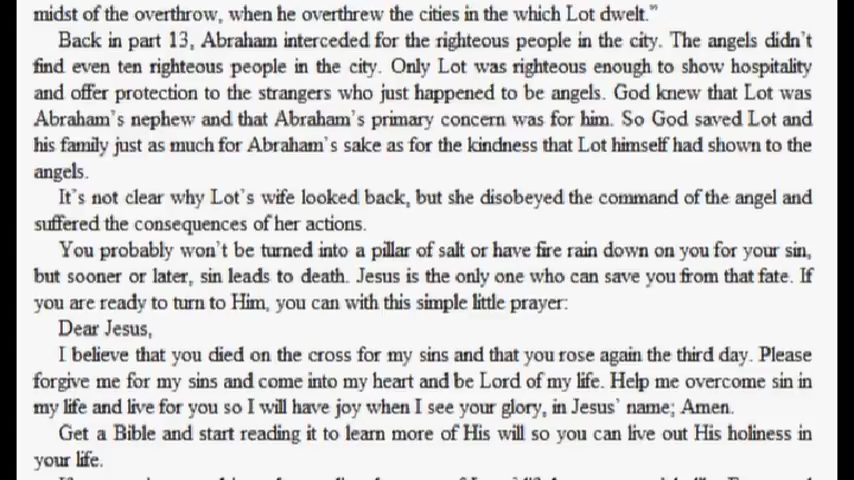 midst of the overthrow, when he overthrew the cities in the which Lot dwelt."
Back in part 13, Abraham interceded for the righteous people in the city. The angels didn't
find even ten righteous people in the city. Only Lot was righteous enough to show hospitality
and offer protection to the strangers who just happened to be angels. God knew that Lot was
Abraham's nephew and that Abraham's primary concern was for him. So God saved Lot and
his family just as much for Abraham's sake as for the kindness that Lot himself had shown to the
angels.
It's not clear why Lot's wife looked back, but she disobeyed the command of the angel and
suffered the consequences of her actions.
You probably won't be turned into a pillar of salt or have fire rain down on you for your sin,
but sooner or later, sin leads to death. Jesus is the only one who can save you from that fate. If
you are ready to turn to Him, you can with this simple little prayer:
Dear Jesus,
I believe that you died on the cross for my sins and that you rose again the third day. Please
forgive me for my sins and come into my heart and be Lord of my life. Help me overcome sin in
my life and live for you so I will have joy when I see your glory, in Jesus' name; Amen.
Get a Bible and start reading it to learn more of His will so you can live out His holiness in
your life.